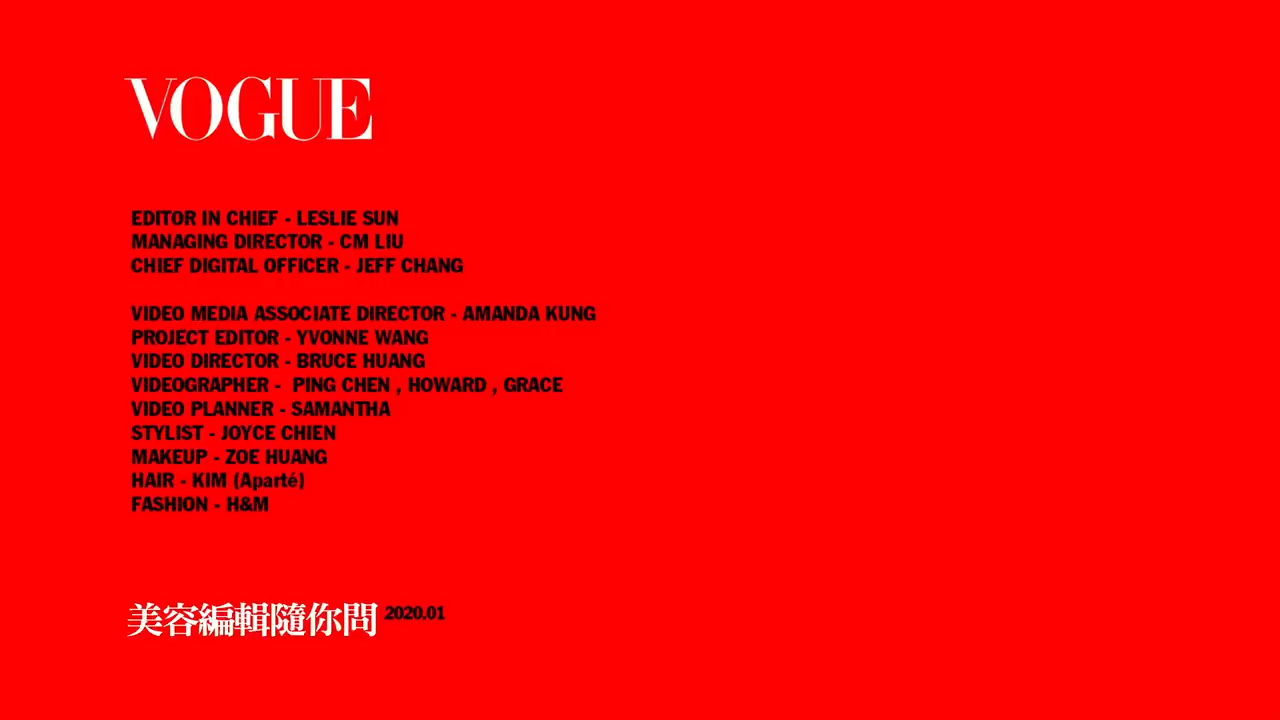 VOGUE
EDITOR IN CHIEF - LESLIE SUN
MANAGING DIRECTOR - CM LIU
CHIEF DIGITAL OFFICER - JEFF CHANG
VIDEO MEDIA ASSOCIATE DIRECTOR - AMANDA KUNG
PROJECT EDITOR - YVONNE WANG
VIDEO DIRECTOR - BRUCE HUANG
VIDEOGRAPHER -  PING CHEN , HOWARD , GRACE
VIDEO PLANNER - SAMANTHA
STYLIST - JOYCE CHIEN
MAKEUP - ZOE HUANG
HAIR - KIM (Aparté)
FASHION - H&M
美容編輯隨你問 2020.01